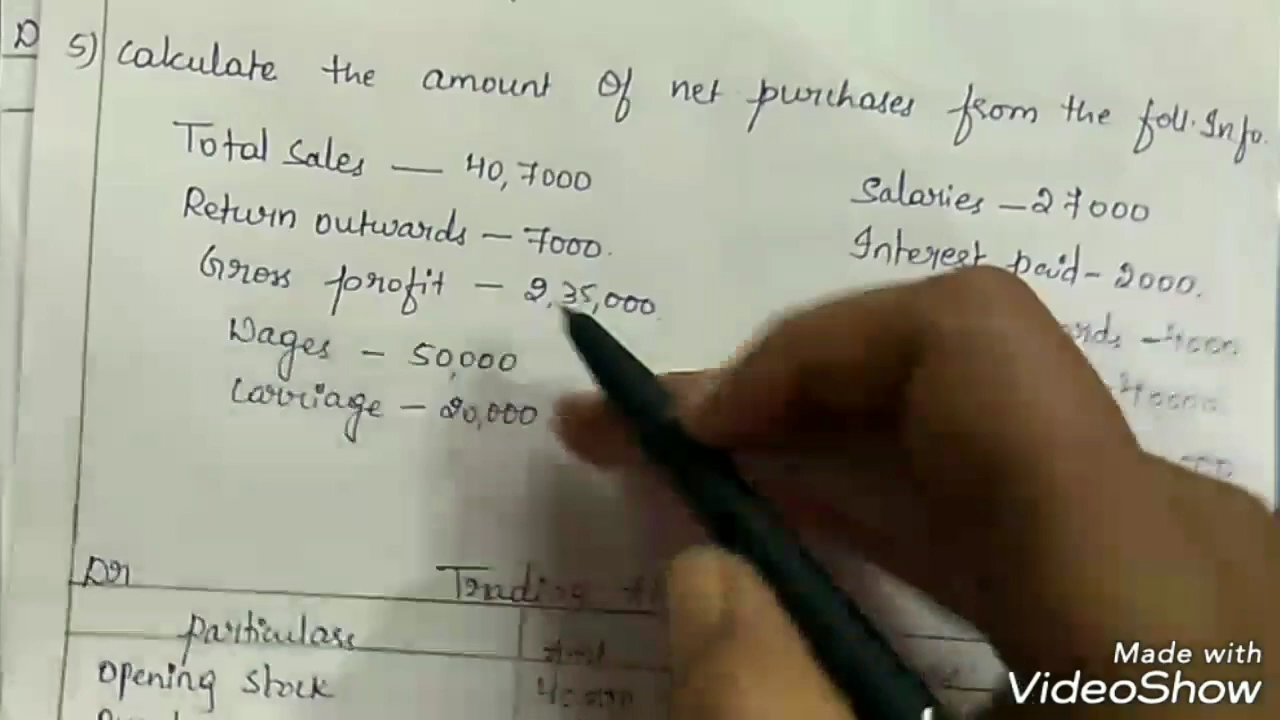 D
5) Calculate the amount of net purchases from the foll. Info.
Total Sales — 40,7000
Return outwards — 7000.
Gross profit — 2,35,000.
Wages — 50,000
Carriage — 20,000
Salaries — 27000
Interest paid — 2000.
Dr
Trading
particulars
opening stock
Made with
VideoShow